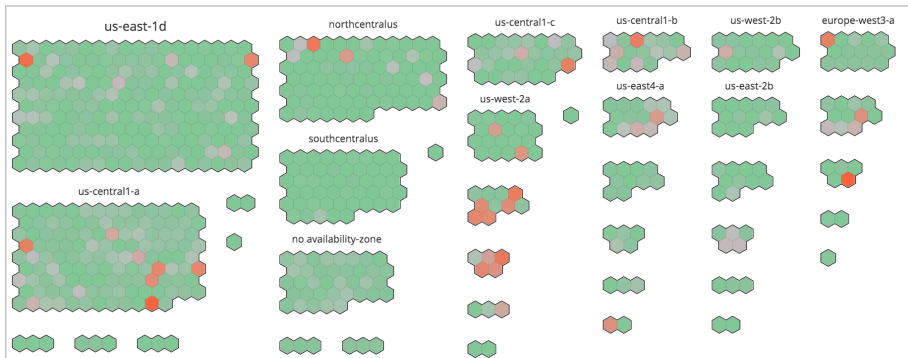 us-east-1d
northcentralus
us-central1-c
us-central1-b
us-west-2b
europe-west3-a
us-west-2a
us-east4-a
us-east-2b
southcentralus
us-central1-a
no availability-zone